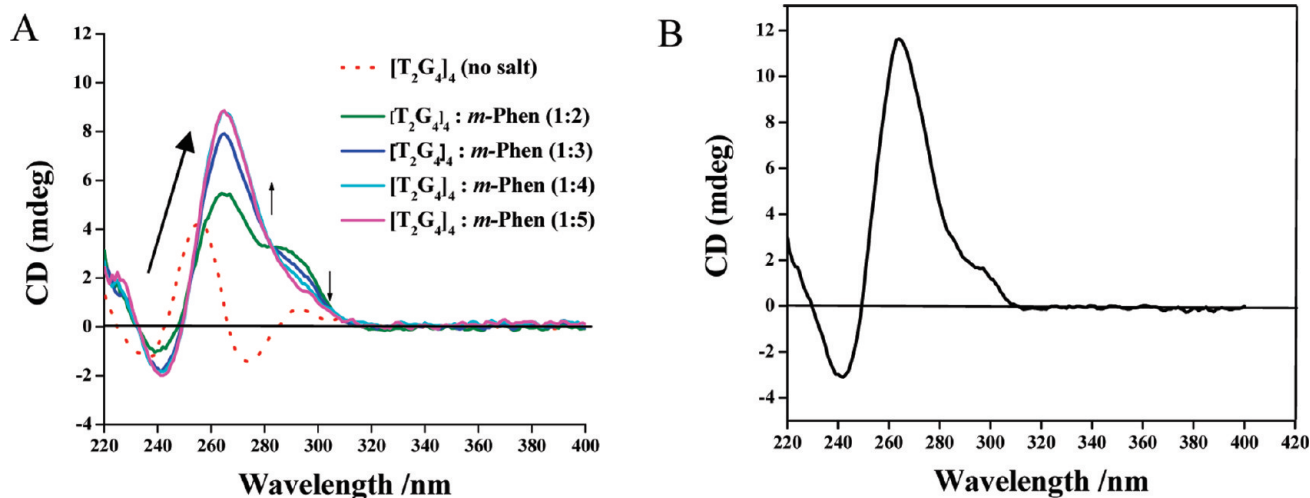 A
[T₂G₄]₄ (no salt)
[T₂G₄]₄ : m-Phen (1:2)
[T₂G₄]₄ : m-Phen (1:3)
[T₂G₄]₄ : m-Phen (1:4)
[T₂G₄]₄ : m-Phen (1:5)
CD (mdeg)
12
10
8
6
4
2
0
-2
-4
220 240 260 280 300 320 340 360 380 400
Wavelength /nm
B
CD (mdeg)
12
10
8
6
4
2
0
-2
-4
220 240 260 280 300 320 340 360 380 400 420
Wavelength /nm